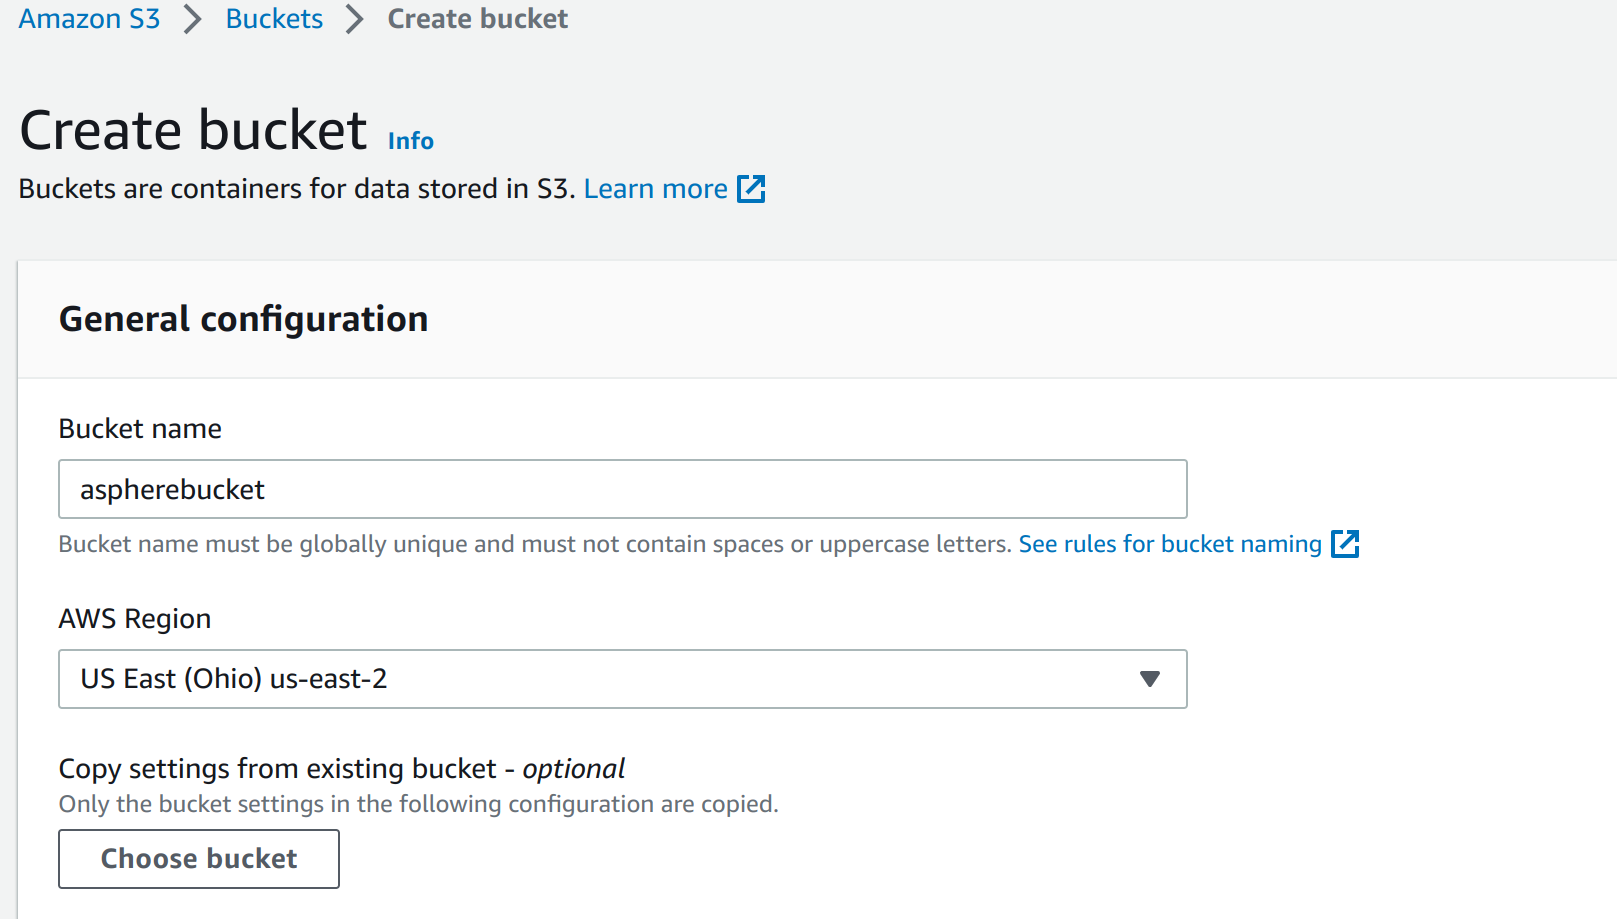 Amazon S3 > Buckets > Create bucket
Create bucket Info
Buckets are containers for data stored in S3. Learn more
General configuration
Bucket name
aspherebucket
Bucket name must be globally unique and must not contain spaces or uppercase letters. See rules for bucket naming
AWS Region
US East (Ohio) us-east-2
Copy settings from existing bucket - optional
Only the bucket settings in the following configuration are copied.
Choose bucket